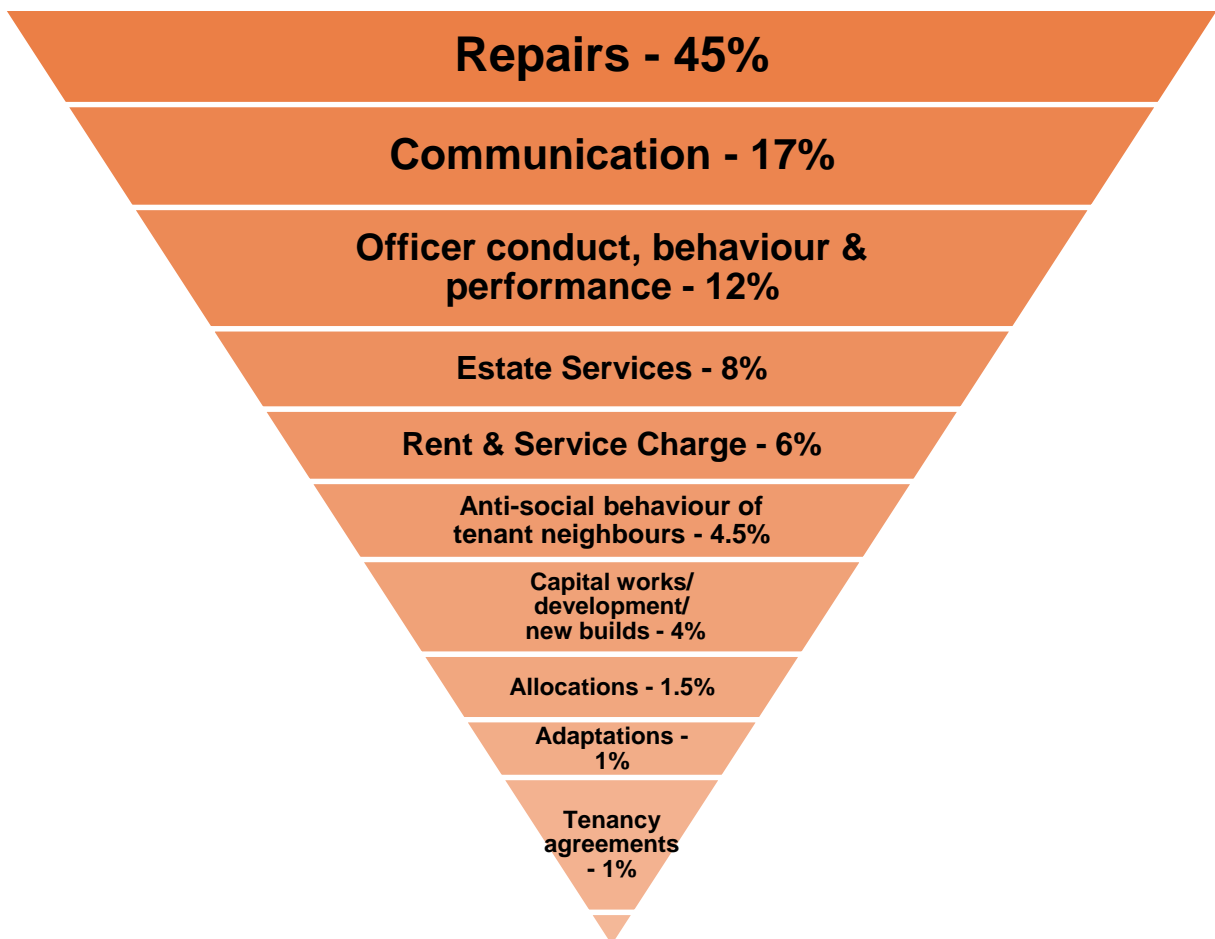 Repairs - 45%
Communication - 17%
Officer conduct, behaviour &
performance - 12%
Estate Services - 8%
Rent & Service Charge - 6%
Anti-social behaviour of
tenant neighbours - 4.5%
Capital works/
development/
new builds - 4%
Allocations - 1.5%
Adaptations -
1%
Tenancy
agreements
- 1%